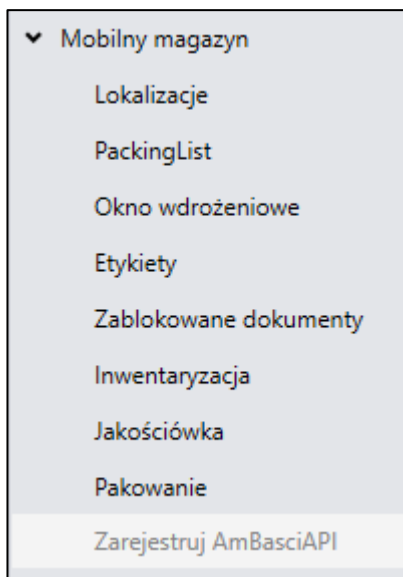 Mobilny magazyn
Lokalizacje
PackingList
Okno wdrożeniowe
Etykiety
Zablokowane dokumenty
Inwentaryzacja
Jakościówka
Pakowanie
Zarejestruj AmBasciAPI